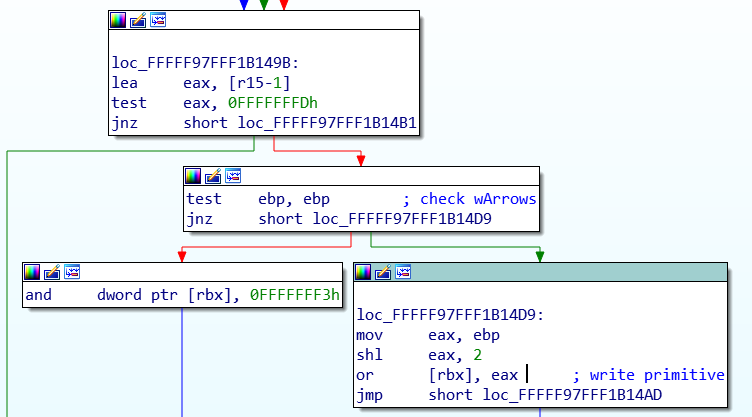 loc_FFFFF97FFF1B149B:
lea     eax, [r15-1]
test    eax, 0FFFFFFFDh
jnz     short loc_FFFFF97FFF1B14B1
test    ebp, ebp        ; check wArrows
jnz     short loc_FFFFF97FFF1B14D9
and     dword ptr [rbx], 0FFFFFFF3h
loc_FFFFF97FFF1B14D9:
mov     eax, ebp
shl     eax, 2
or      [rbx], eax      ; write primitive
jmp     short loc_FFFFF97FFF1B14AD